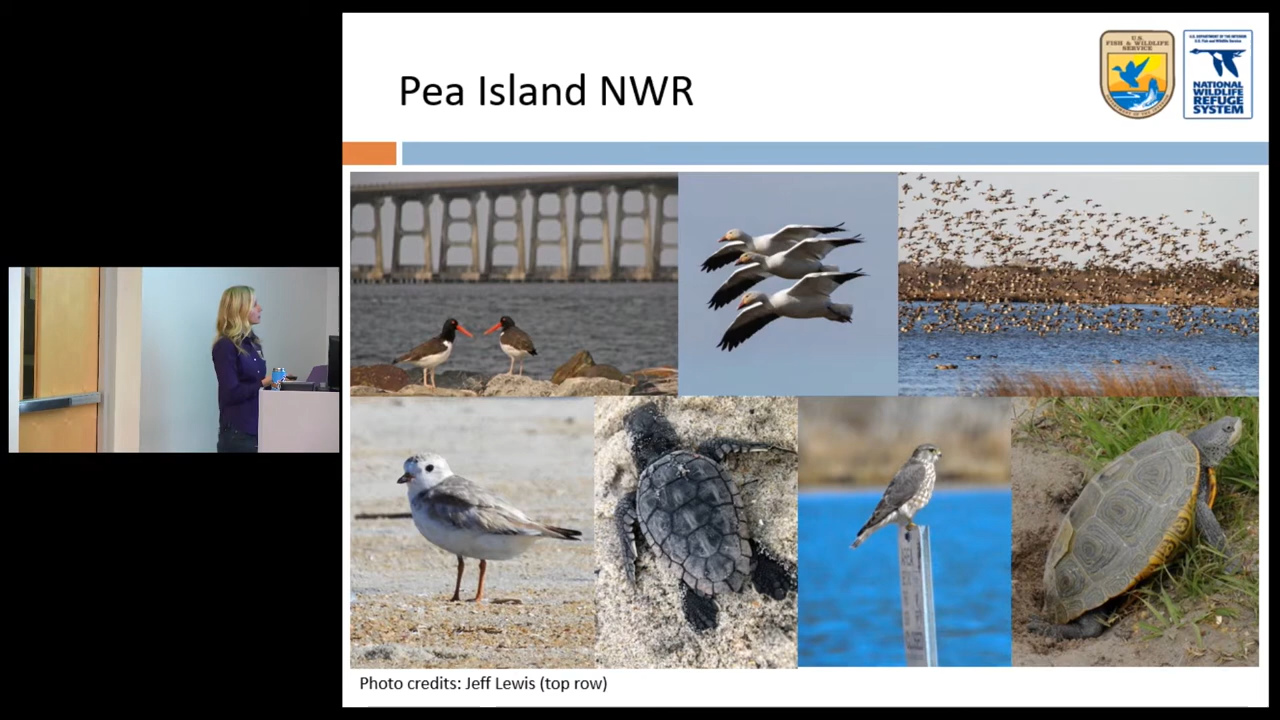 Pea Island NWR
U.S.
FISH & WILDLIFE
SERVICE
U.S. DEPARTMENT OF THE INTERIOR
U.S. Fish and Wildlife Service
NATIONAL
WILDLIFE
REFUGE
SYSTEM
Photo credits: Jeff Lewis (top row)